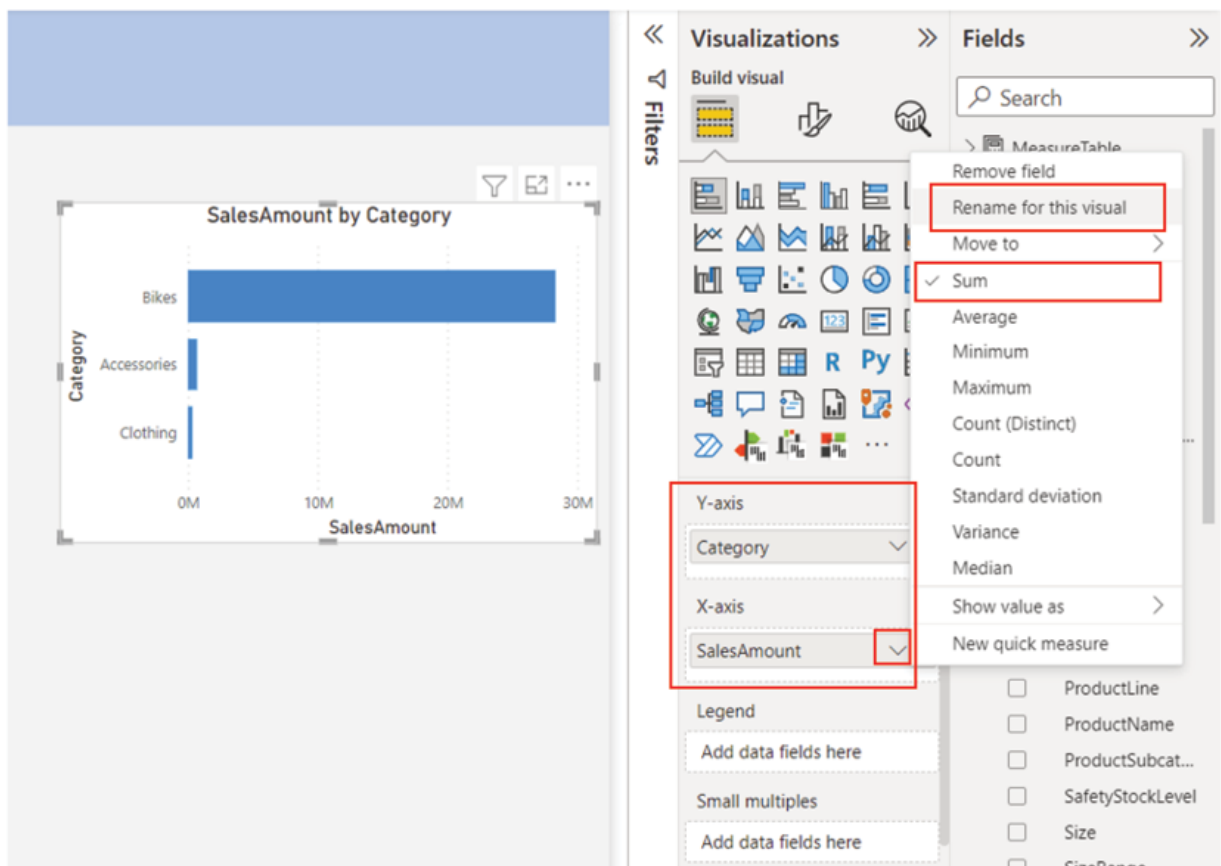 SalesAmount by Category
Bikes
Accessories
Clothing
Category
0M 10M 20M 30M
SalesAmount
Filters
Visualizations
Build visual
123
R Py
Y-axis
Category
X-axis
SalesAmount
Legend
Add data fields here
Small multiples
Add data fields here
Fields
Search
MeasureTable
Remove field
Rename for this visual
Move to
Sum
Average
Minimum
Maximum
Count (Distinct)
Count
Standard deviation
Variance
Median
Show value as
New quick measure
ProductLine
ProductName
ProductSubcat...
SafetyStockLevel
Size
SizeRange